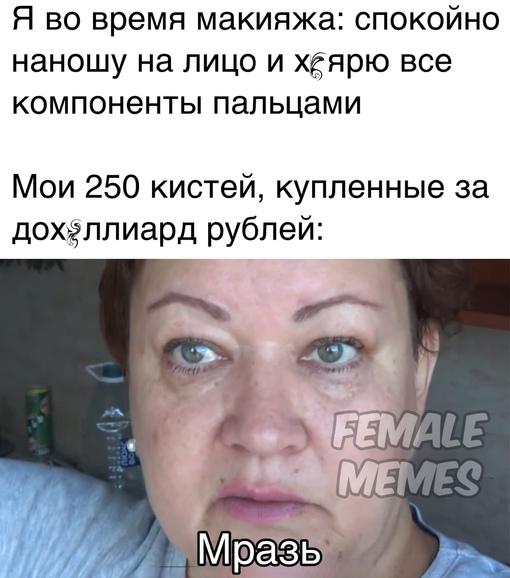 Я во время макияжа: спокойно
наношу на лицо и х ярю все
компоненты пальцами
Мои 250 кистей, купленные за
дох ллиард рублей:
FEMALE
MEMES
Мразь